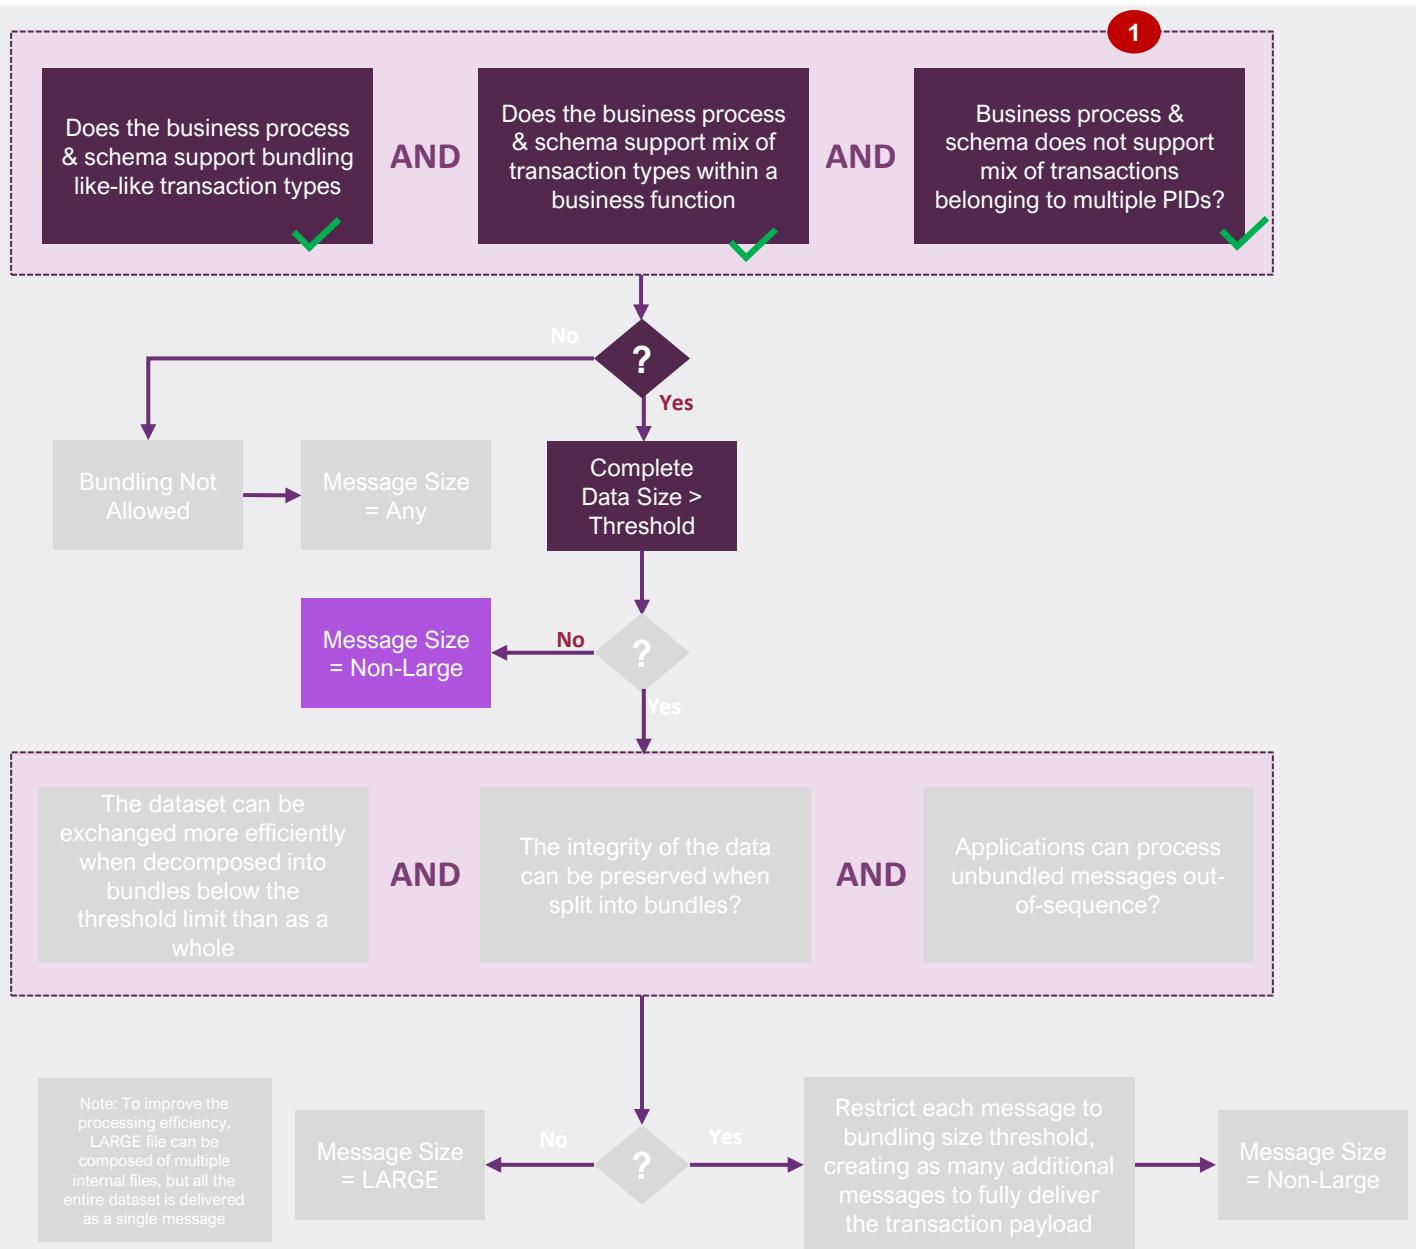 1
Does the business process
& schema support bundling
like-like transaction types
AND
Does the business process
& schema support mix of
transaction types within a
business function
AND
Business process &
schema does not support
mix of transactions
belonging to multiple PIDs?
No
?
Yes
Bundling Not
Allowed
Message Size
= Any
Complete
Data Size >
Threshold
Message Size
= Non-Large
No
?
Yes
The dataset can be
exchanged more efficiently
when decomposed into
bundles below the
threshold limit than as a
whole
AND
The integrity of the data
can be preserved when
split into bundles?
AND
Applications can process
unbundled messages out-
of-sequence?
Note: To improve the
processing efficiency,
LARGE file can be
composed of multiple
internal files, but all the
entire dataset is delivered
as a single message
Message Size
= LARGE
No
?
Yes
Restrict each message to
bundling size threshold,
creating as many additional
messages to fully deliver
the transaction payload
Message Size
= Non-Large